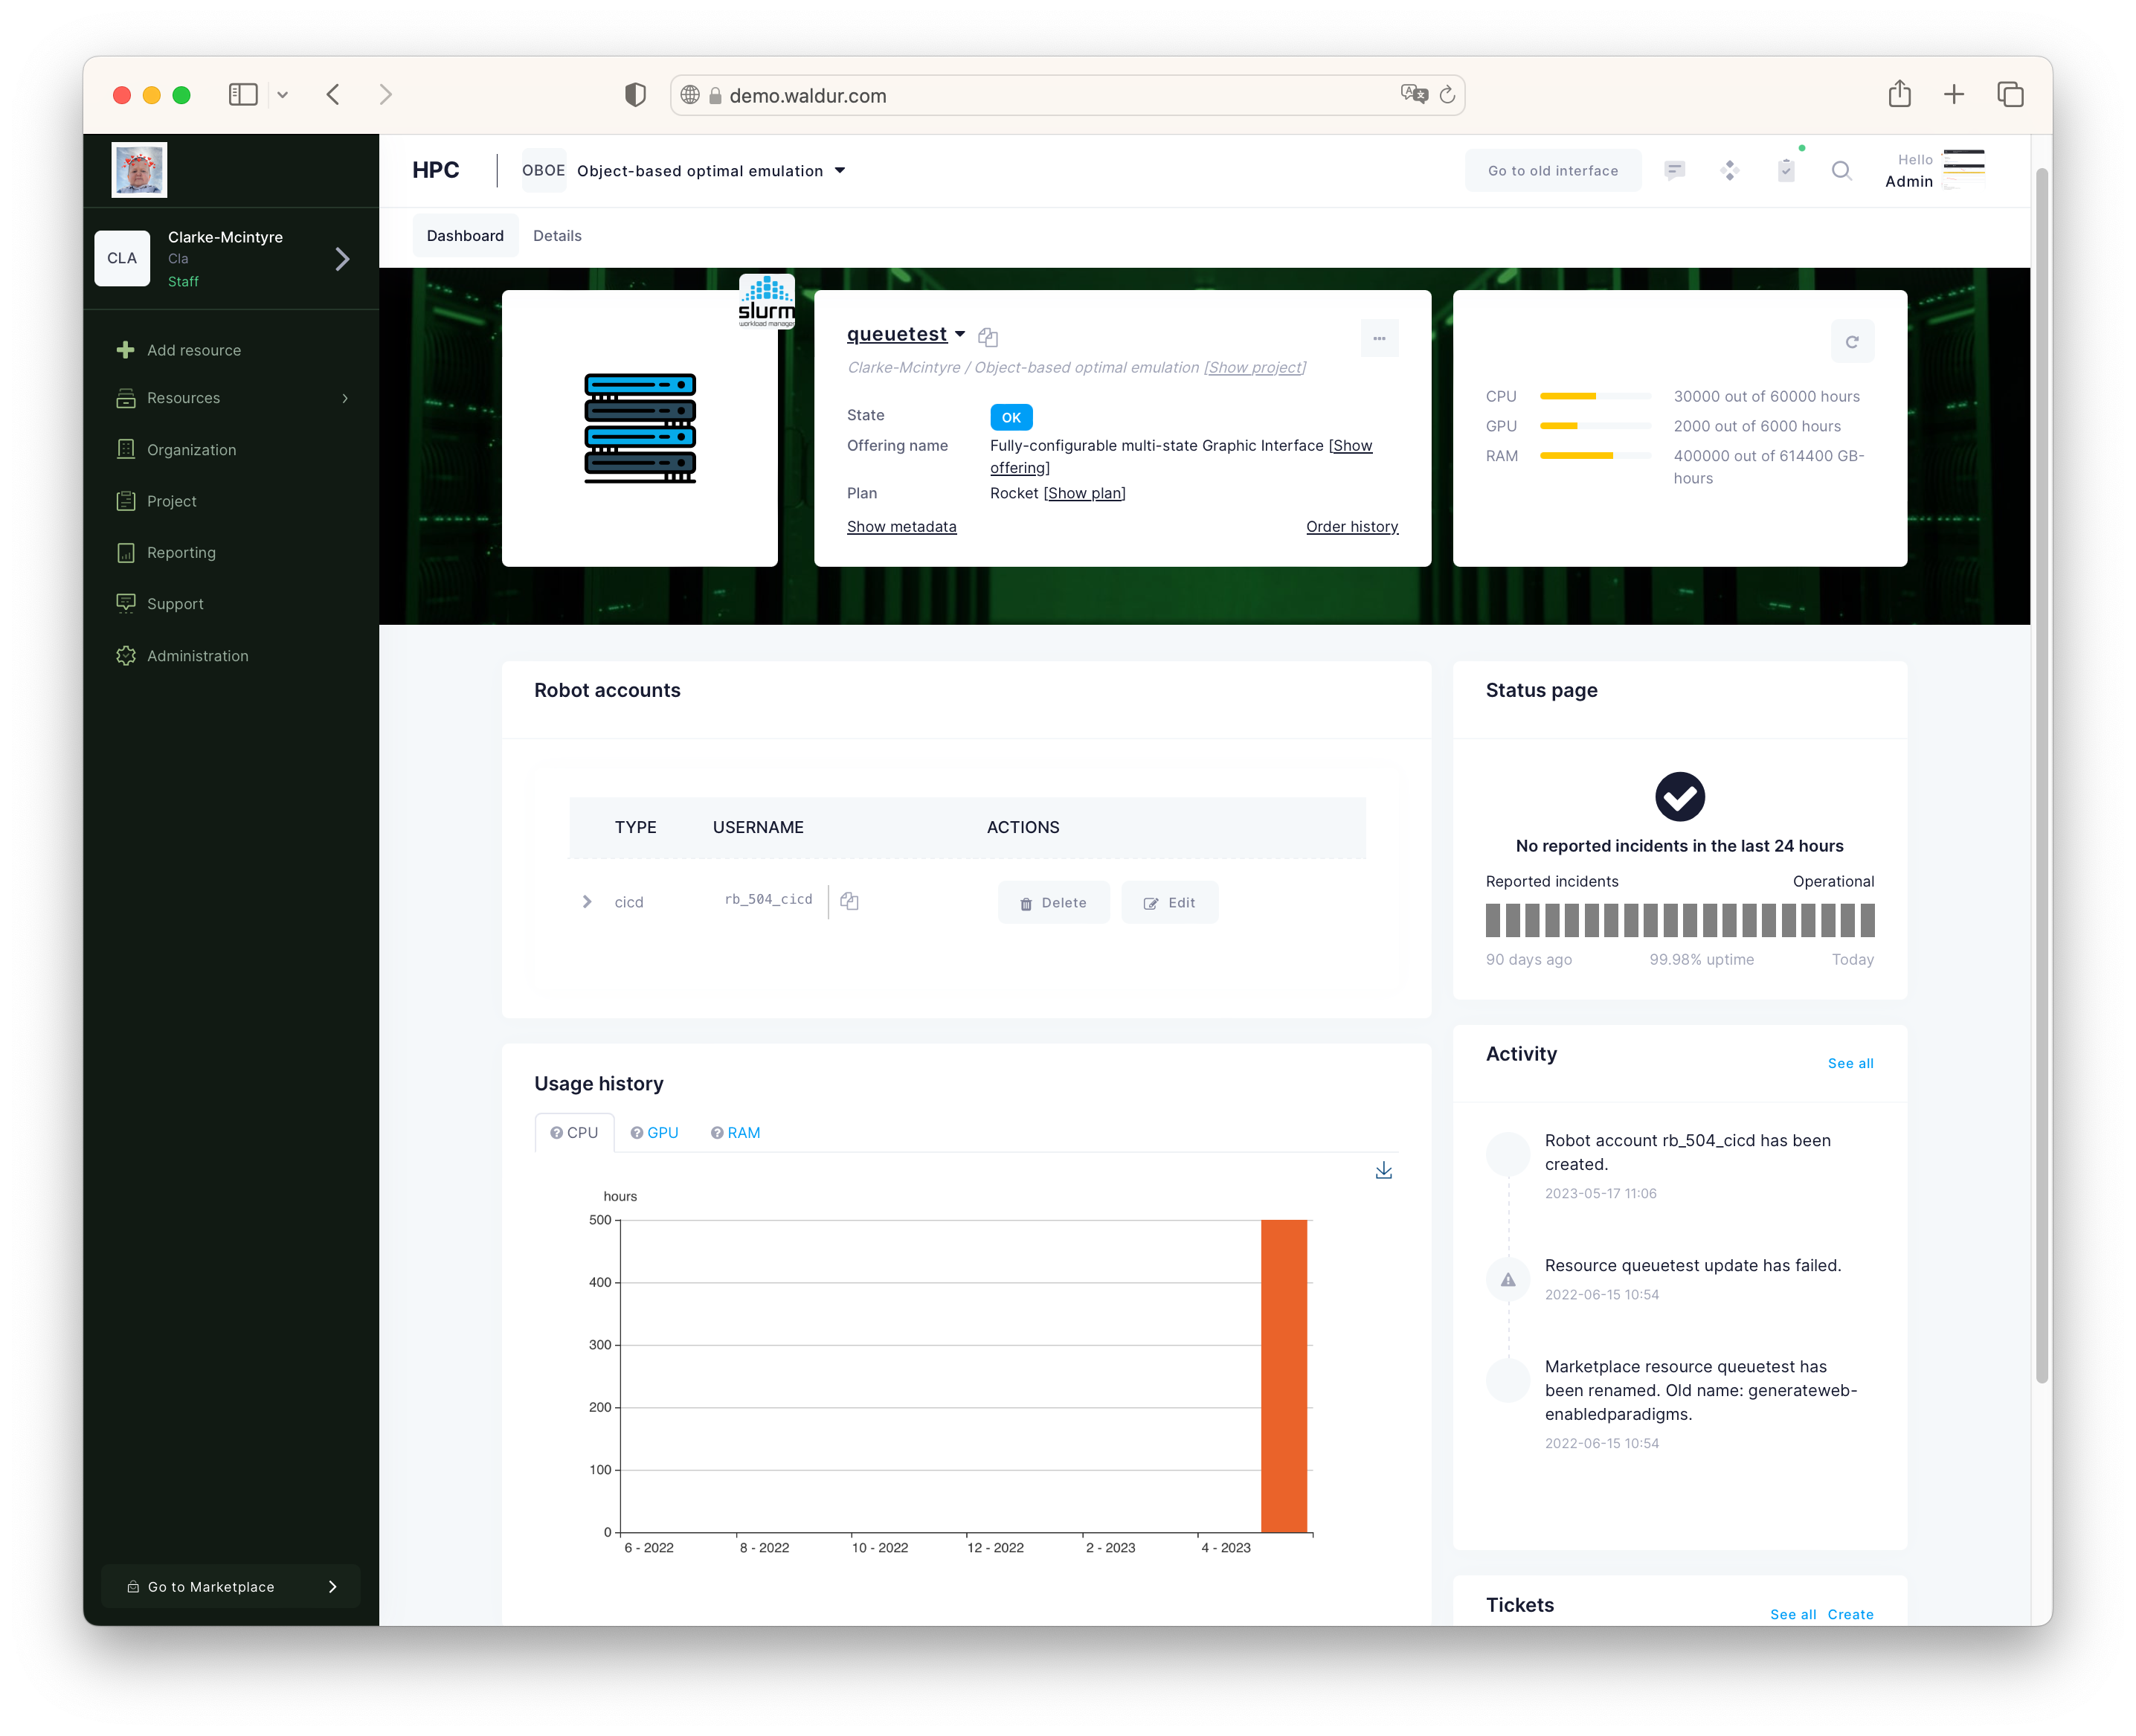 demo.waldur.com
HPC
OBOE
Object-based optimal emulation
Go to old interface
Hello
Admin
CLA
Clarke-Mcintyre
Cla
Staff
Dashboard
Details
Add resource
Resources
Organization
Project
Reporting
Support
Administration
Go to Marketplace
slurm
workload manager
queuetest
Clarke-Mcintyre / Object-based optimal emulation [Show project]
State
OK
Offering name
Fully-configurable multi-state Graphic Interface [Show
offering]
Plan
Rocket [Show plan]
Show metadata
Order history
CPU
30000 out of 60000 hours
GPU
2000 out of 6000 hours
RAM
400000 out of 614400 GB-
hours
Robot accounts
TYPE
USERNAME
ACTIONS
cicd
rb_504_cicd
Delete
Edit
Status page
No reported incidents in the last 24 hours
Reported incidents
Operational
90 days ago
99.98% uptime
Today
Usage history
CPU
GPU
RAM
hours
500
400
300
200
100
0
6 - 2022
8 - 2022
10 - 2022
12 - 2022
2 - 2023
4 - 2023
Activity
See all
Robot account rb_504_cicd has been
created.
2023-05-17 11:06
Resource queuetest update has failed.
2022-06-15 10:54
Marketplace resource queuetest has
been renamed. Old name: generateweb-
enabledparadigms.
2022-06-15 10:54
Tickets
See all
Create